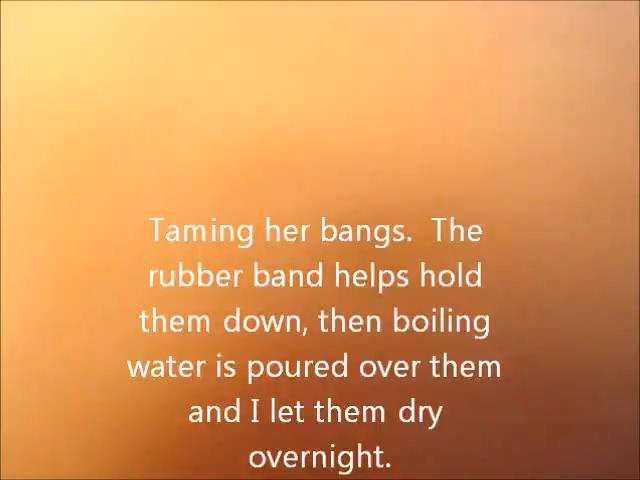 Taming her bangs.  The
rubber band helps hold
them down, then boiling
water is poured over them
and I let them dry
overnight.